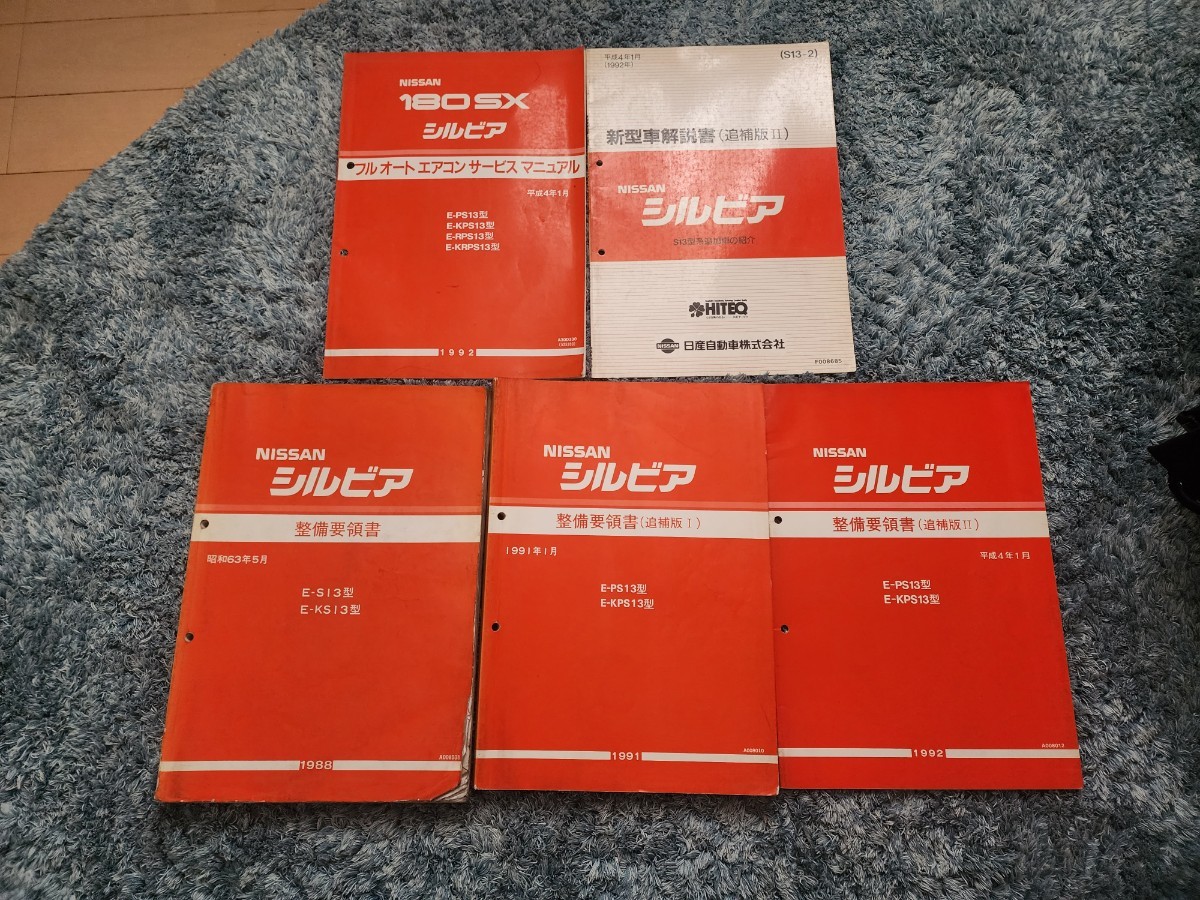 NISSAN
180SX
シルビア
フル オート エアコン サービス マニュアル
平成4年1月
E-PS13型
E-KPS13型
E-RPS13型
E-KRPS13型
1992
平成4年1月
(1992年)
(S13-2)
新型車解説書(追補版II)
NISSAN
シルビア
HITEQ
NISSAN 日産自動車株式会社
F008685
NISSAN
シルビア
整備要領書
昭和63年5月
E-S13型
E-KS13型
1988
NISSAN
シルビア
整備要領書(追補版I)
1991年1月
E-PS13型
E-KPS13型
A006010
1991
NISSAN
シルビア
整備要領書(追補版II)
平成4年1月
E-PS13型
E-KPS13型
A006012
1992